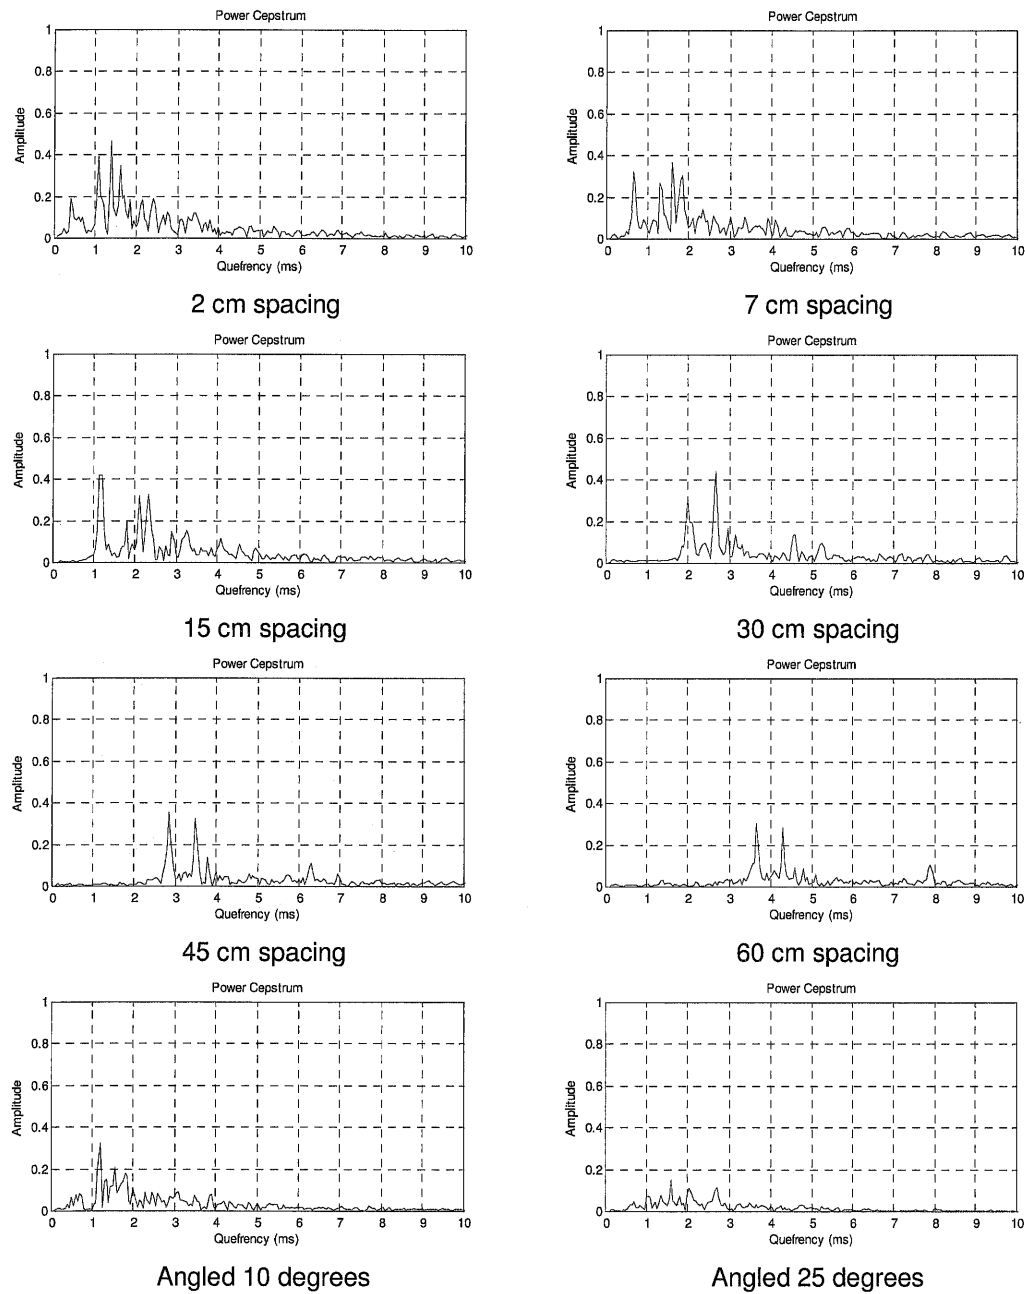 Power Cepstrum
1
0.8
0.6
0.4
0.2
0
Amplitude
0 1 2 3 4 5 6 7 8 9 10
Quefrency (ms)
2 cm spacing
Power Cepstrum
1
0.8
0.6
0.4
0.2
0
Amplitude
0 1 2 3 4 5 6 7 8 9 10
Quefrency (ms)
7 cm spacing
Power Cepstrum
1
0.8
0.6
0.4
0.2
0
Amplitude
0 1 2 3 4 5 6 7 8 9 10
Quefrency (ms)
15 cm spacing
Power Cepstrum
1
0.8
0.6
0.4
0.2
0
Amplitude
0 1 2 3 4 5 6 7 8 9 10
Quefrency (ms)
30 cm spacing
Power Cepstrum
1
0.8
0.6
0.4
0.2
0
Amplitude
0 1 2 3 4 5 6 7 8 9 10
Quefrency (ms)
45 cm spacing
Power Cepstrum
1
0.8
0.6
0.4
0.2
0
Amplitude
0 1 2 3 4 5 6 7 8 9 10
Quefrency (ms)
60 cm spacing
Power Cepstrum
1
0.8
0.6
0.4
0.2
0
Amplitude
0 1 2 3 4 5 6 7 8 9 10
Quefrency (ms)
Angled 10 degrees
Power Cepstrum
1
0.8
0.6
0.4
0.2
0
Amplitude
0 1 2 3 4 5 6 7 8 9 10
Quefrency (ms)
Angled 25 degrees